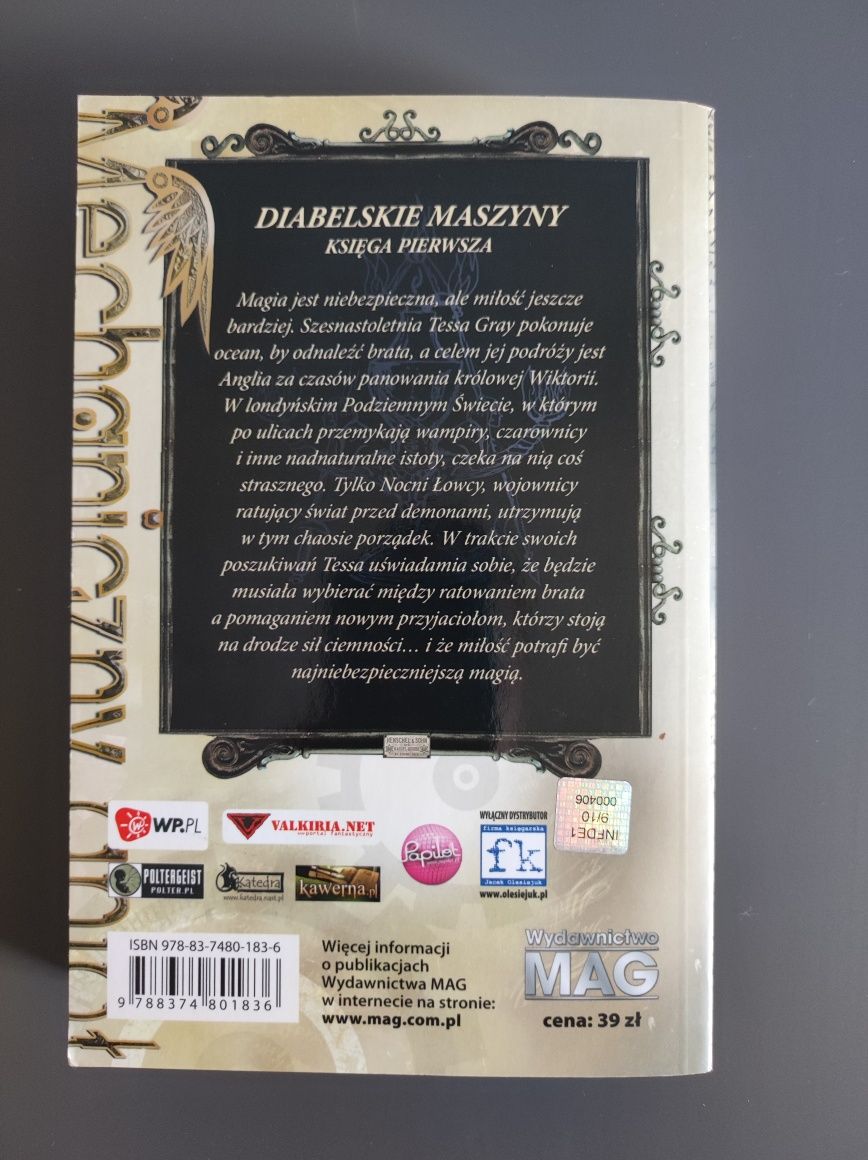 Mechaniczny
DIABELSKIE MASZYNY
KSIĘGA PIERWSZA
Magia jest niebezpieczna, ale miłość jeszcze
bardziej. Szesnastoletnia Tessa Gray pokonuje
ocean, by odnaleźć brata, a celem jej podróży jest
Anglia za czasów panowania królowej Wiktorii.
W londyńskim Podziemnym Świecie, w którym
po ulicach przemykają wampiry, czarownicy
i inne nadnaturalne istoty, czeka na nią coś
strasznego. Tylko Nocni Łowcy, wojownicy
ratujący świat przed demonami, utrzymują
w tym chaosie porządek. W trakcie swoich
poszukiwań Tessa uświadamia sobie, że będzie
musiała wybierać między ratowaniem brata
a pomaganiem nowym przyjaciołom, którzy stoją
na drodze sił ciemności... i że miłość potrafi być
najniebezpieczniejszą magią.
HENSCHEL & SOHN
WP.PL
VALKIRIA.NET
portal fantastyczny
Papilot
WYŁĄCZNY DYSTRYBUTOR
firma księgarska
fk
Jacek Olesiejuk
www.olesiejuk.pl
INFDE1
9/10
000406
POLTERGEIST
POLTER.PL
Katedra
www.katedra.nast.pl
kawerna.pl
ISBN 978-83-7480-183-6
9 788374 801836
Więcej informacji
o publikacjach
Wydawnictwa MAG
w internecie na stronie:
www.mag.com.pl
Wydawnictwo
MAG
cena: 39 zł